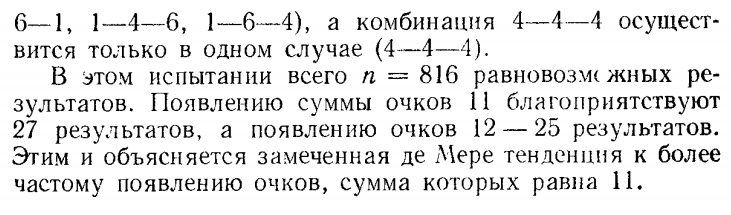 6—1, 1—4—6, 1—6—4), а комбинация 4—4—4 осущест-
вится только в одном случае (4—4—4).
В этом испытании всего n = 816 равновозможных ре-
зультатов. Появлению суммы очков 11 благоприятствуют
27 результатов, а появлению очков 12 — 25 результатов.
Этим и объясняется замеченная де Мере тенденция к более
частому появлению очков, сумма которых равна 11.